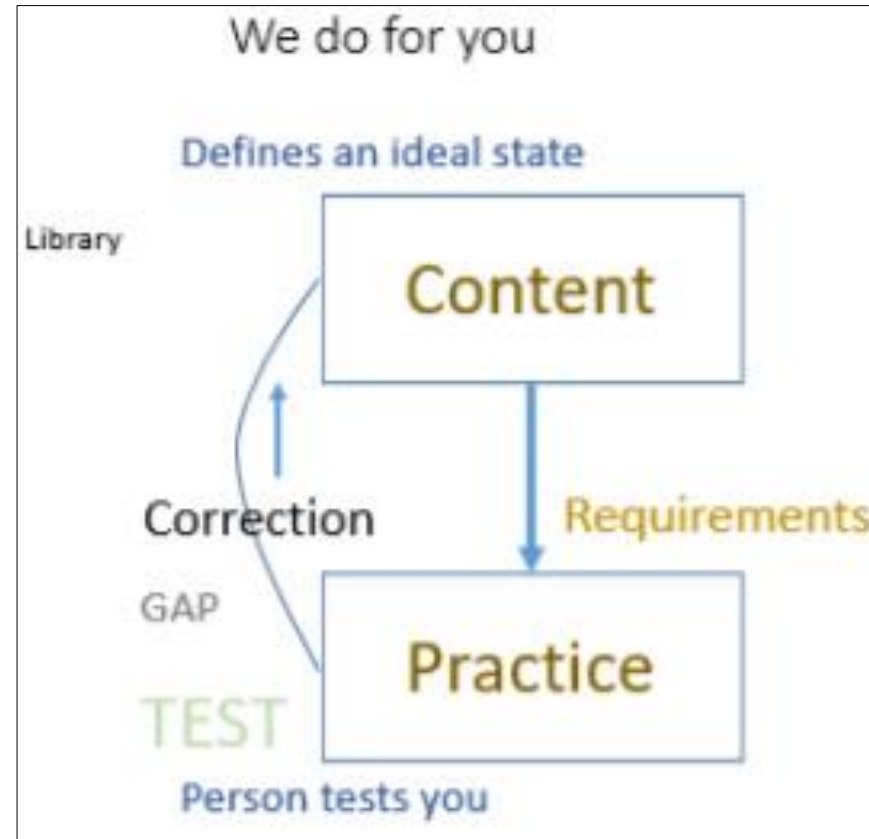 We do for you
Defines an ideal state
Library
Content
Correction
Requirements
GAP
Practice
TEST
Person tests you